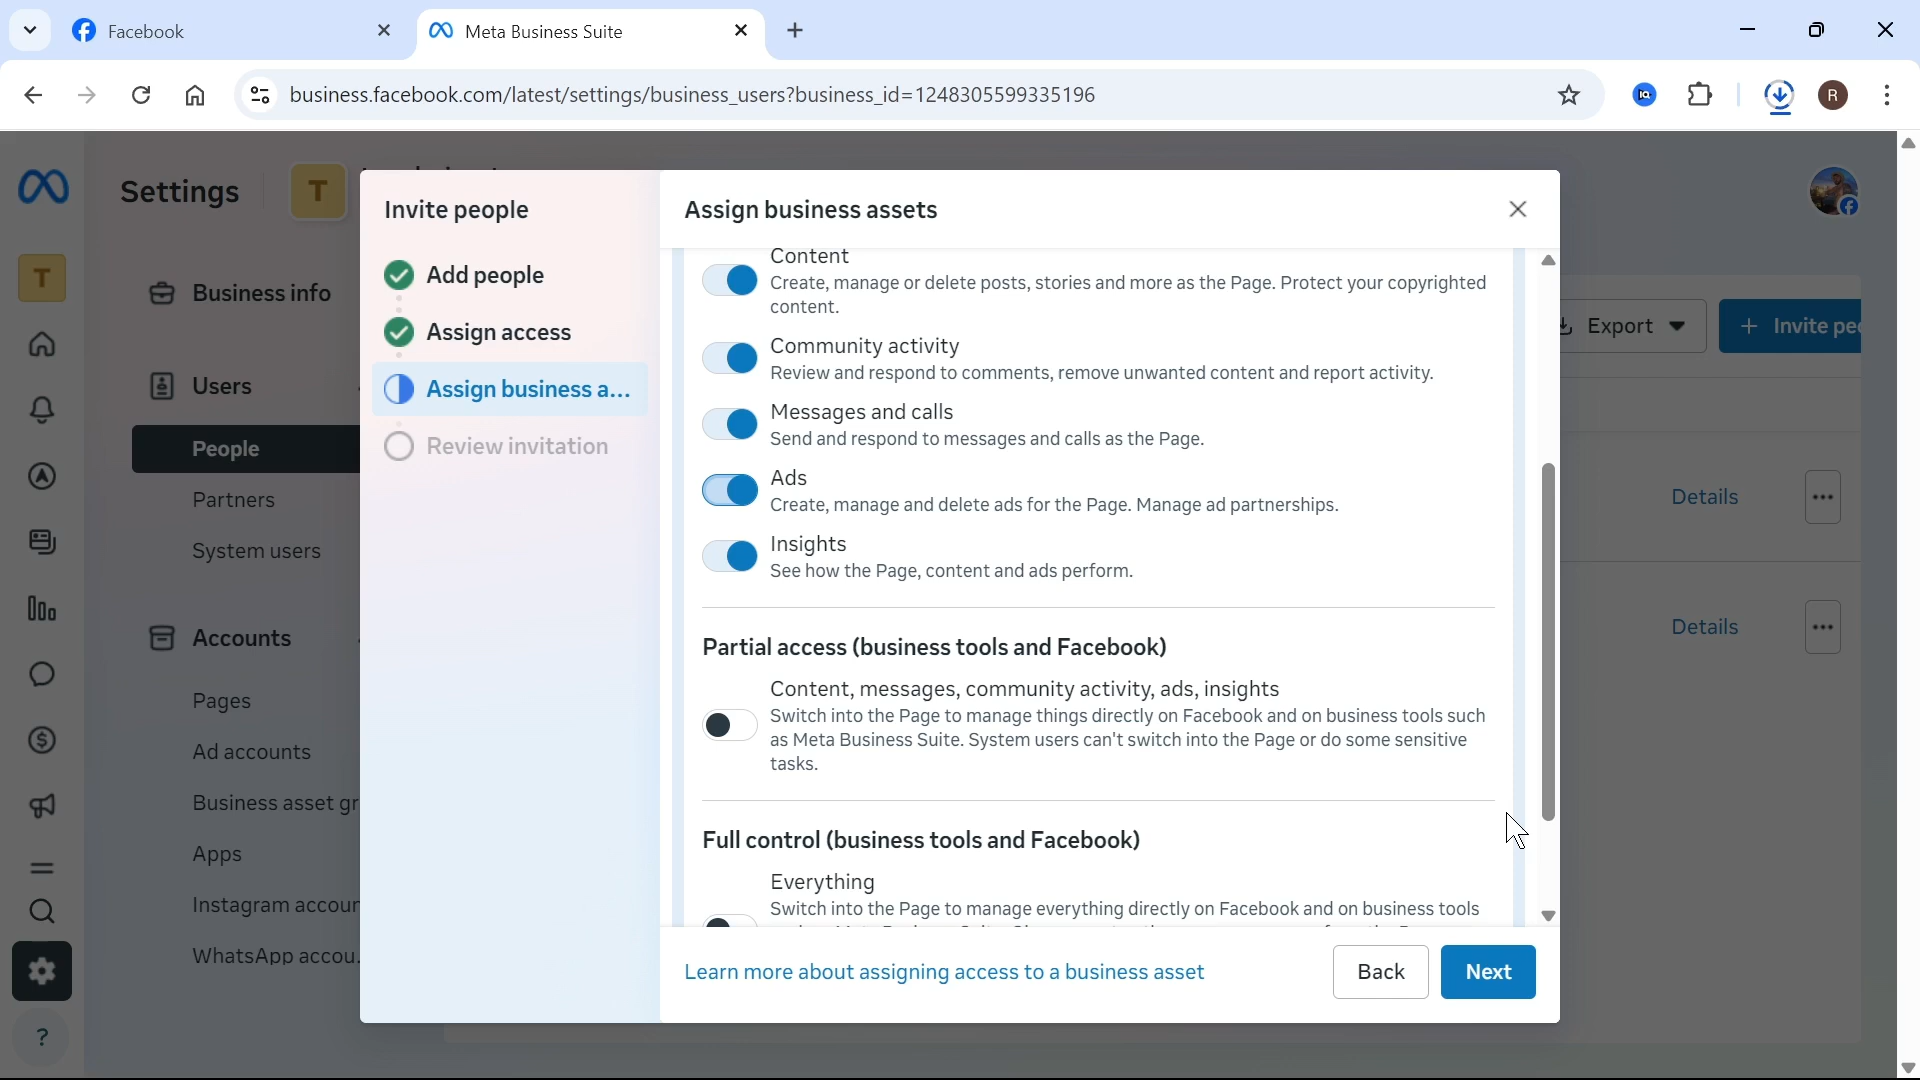 Facebook
Meta Business Suite
business.facebook.com/latest/settings/business_users?business_id=1248305599335196
R
Settings
T
T
Business info
Users
People
Partners
System users
Accounts
Pages
Ad accounts
Business asset gr
Apps
Instagram accour
WhatsApp accou.
?
Invite people
Add people
Assign access
Assign business a...
Review invitation
Assign business assets
Content
Create, manage or delete posts, stories and more as the Page. Protect your copyrighted
content.
Community activity
Review and respond to comments, remove unwanted content and report activity.
Messages and calls
Send and respond to messages and calls as the Page.
Ads
Create, manage and delete ads for the Page. Manage ad partnerships.
Insights
See how the Page, content and ads perform.
Partial access (business tools and Facebook)
Content, messages, community activity, ads, insights
Switch into the Page to manage things directly on Facebook and on business tools such
as Meta Business Suite. System users can't switch into the Page or do some sensitive
tasks.
Full control (business tools and Facebook)
Everything
Switch into the Page to manage everything directly on Facebook and on business tools
Learn more about assigning access to a business asset
Back
Next
Export
+ Invite pe
Details
Details